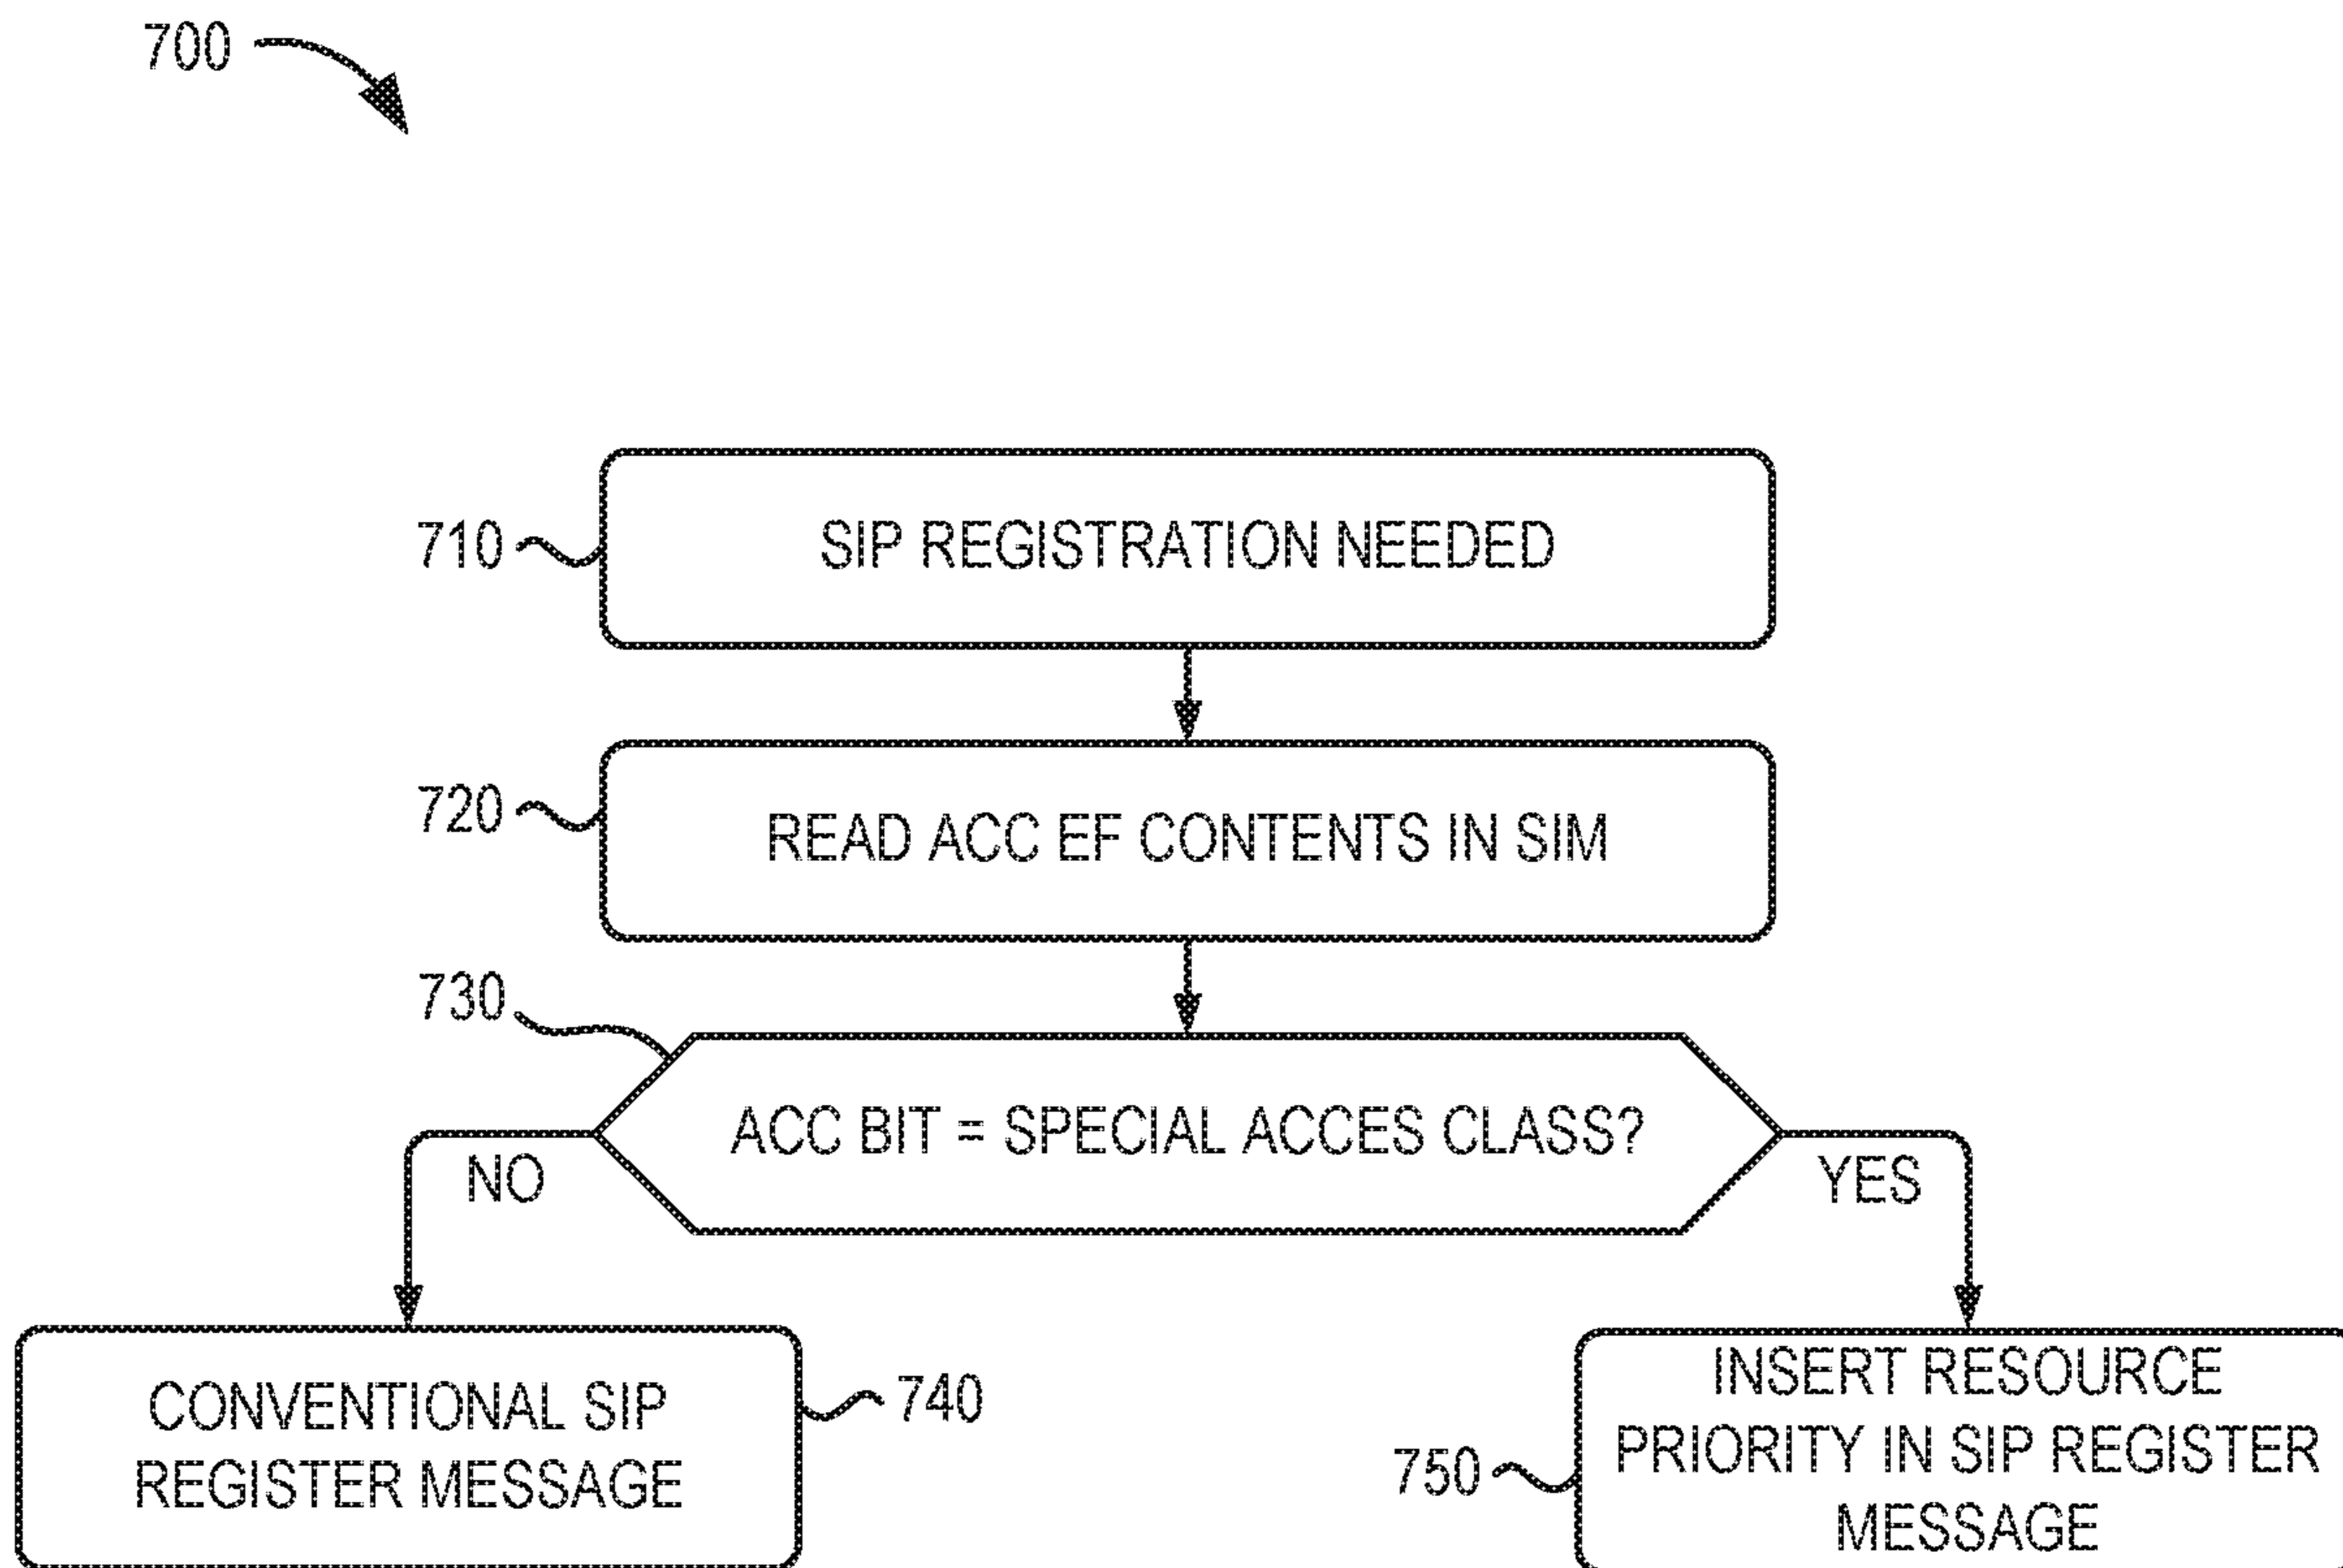 700
710
SIP REGISTRATION NEEDED
720
READ ACC EF CONTENTS IN SIM
730
ACC BIT = SPECIAL ACCES CLASS?
NO
YES
CONVENTIONAL SIP
REGISTER MESSAGE
740
750
INSERT RESOURCE
PRIORITY IN SIP REGISTER
MESSAGE